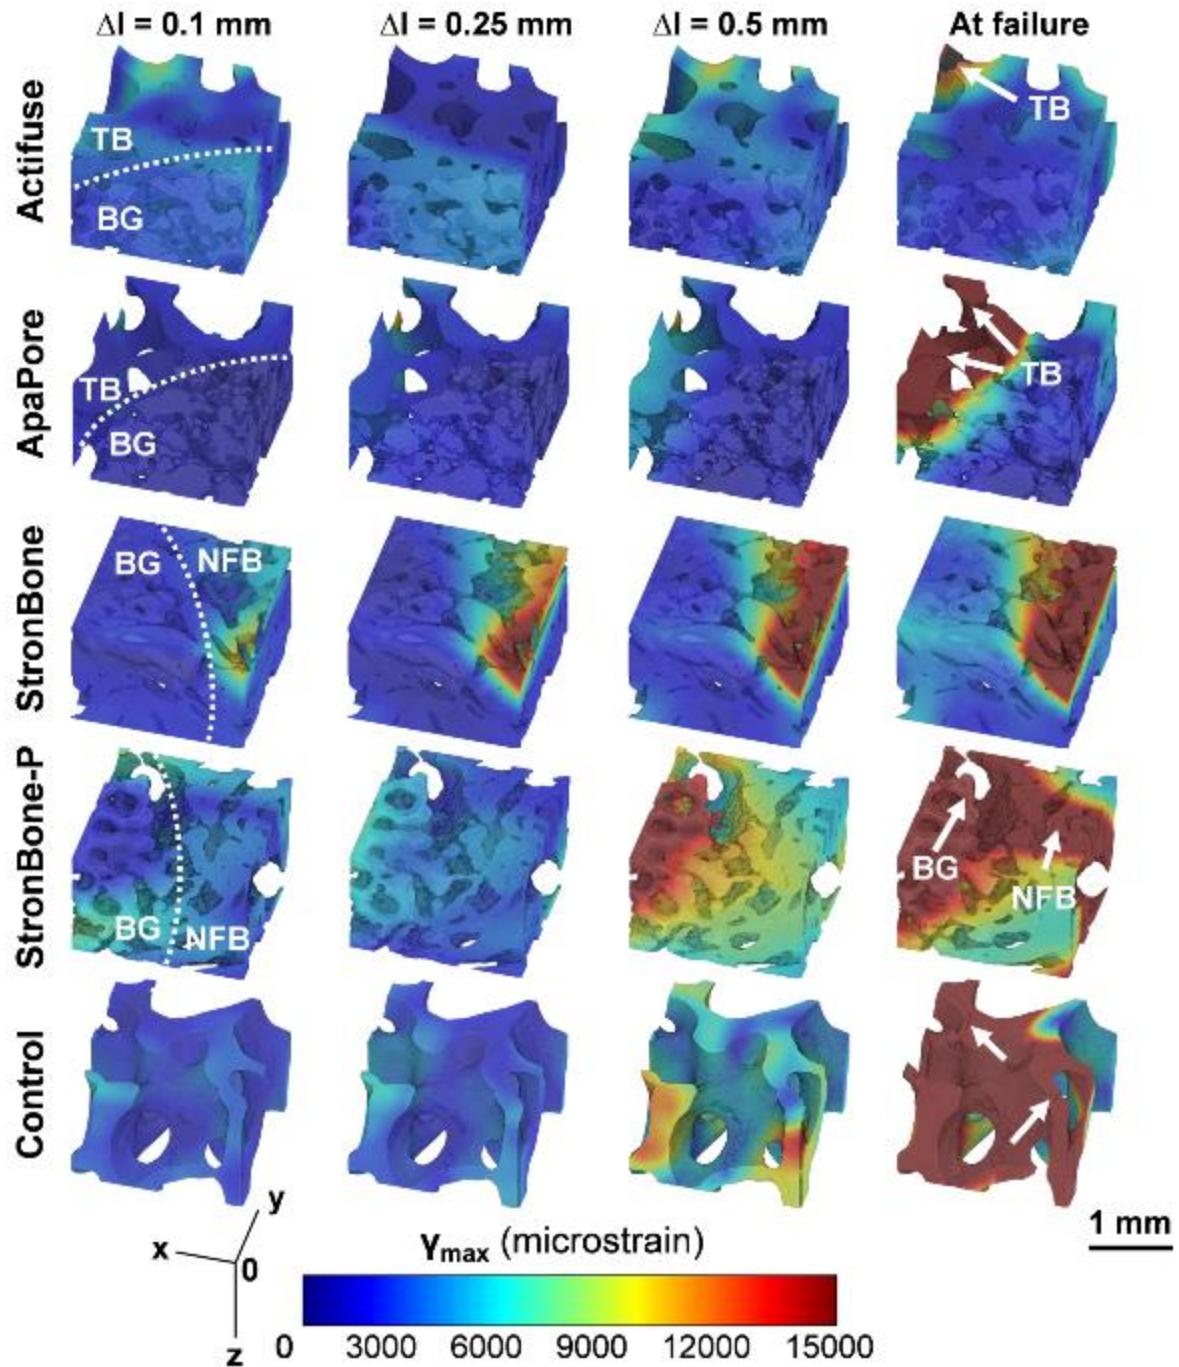 Δl = 0.1 mm
Δl = 0.25 mm
Δl = 0.5 mm
At failure
Actifuse
TB
BG
TB
ApaPore
TB
BG
TB
StronBone
BG
NFB
StronBone-P
BG
NFB
BG
NFB
Control
x
y
0
z
γmax (microstrain)
0
3000
6000
9000
12000
15000
1 mm